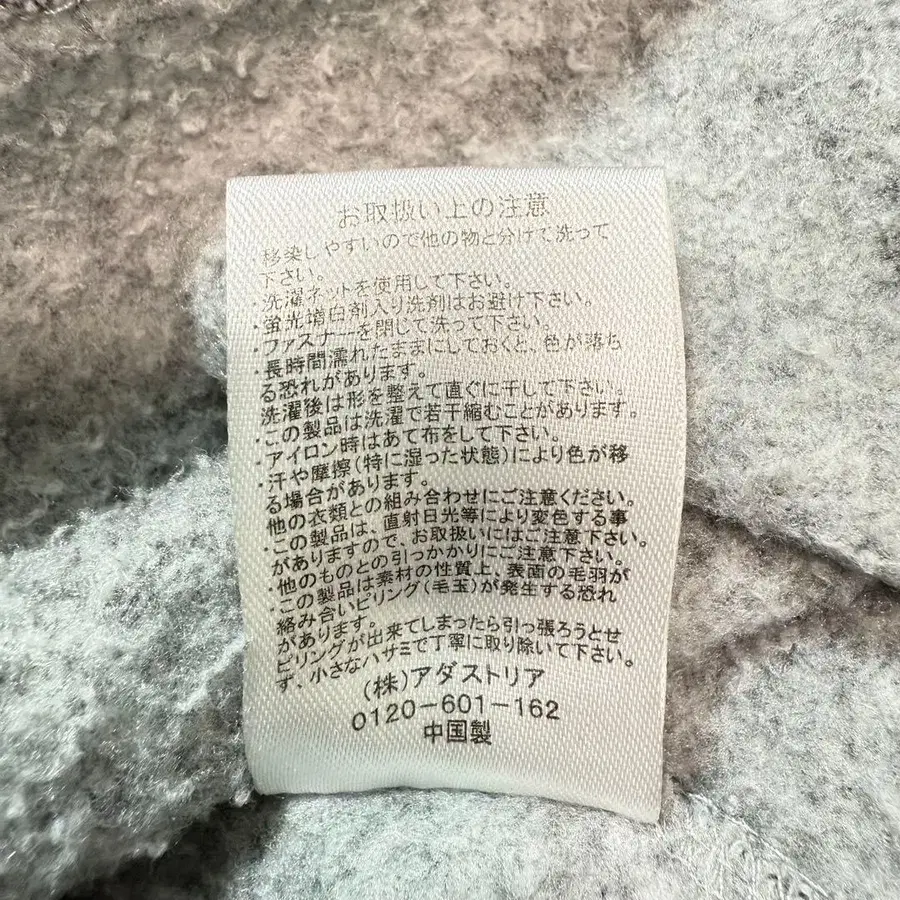 お取扱い上の注意
移染しやすいので他の物と分けて洗って
下さい。
・洗濯ネットを使用して下さい。
・蛍光増白剤入り洗剤はお避け下さい。
・ファスナーを閉じて洗って下さい。
・長時間濡れたままにしておくと、色が落ち
る恐れがあります。
洗濯後は形を整えて直ぐに干して下さい。
・この製品は洗濯で若干縮むことがあります。
・アイロン時はあて布をして下さい。
・汗や摩擦(特に湿った状態)により色が移
る場合があります。
他の衣類との組み合わせにご注意ください。
・この製品は、直射日光等により変色する事
がありますので、お取扱いにはご注意下さい。
・他のものとの引っかかりにご注意下さい。
・この製品は素材の性質上、表面の毛羽が
絡み合いピリング(毛玉)が発生する恐れ
があります。
ピリングが出来てしまったら引っ張ろうとせ
ず、小さなハサミで丁寧に取り除いて下さい。
(株)アダストリア
0120-601-162
中国製